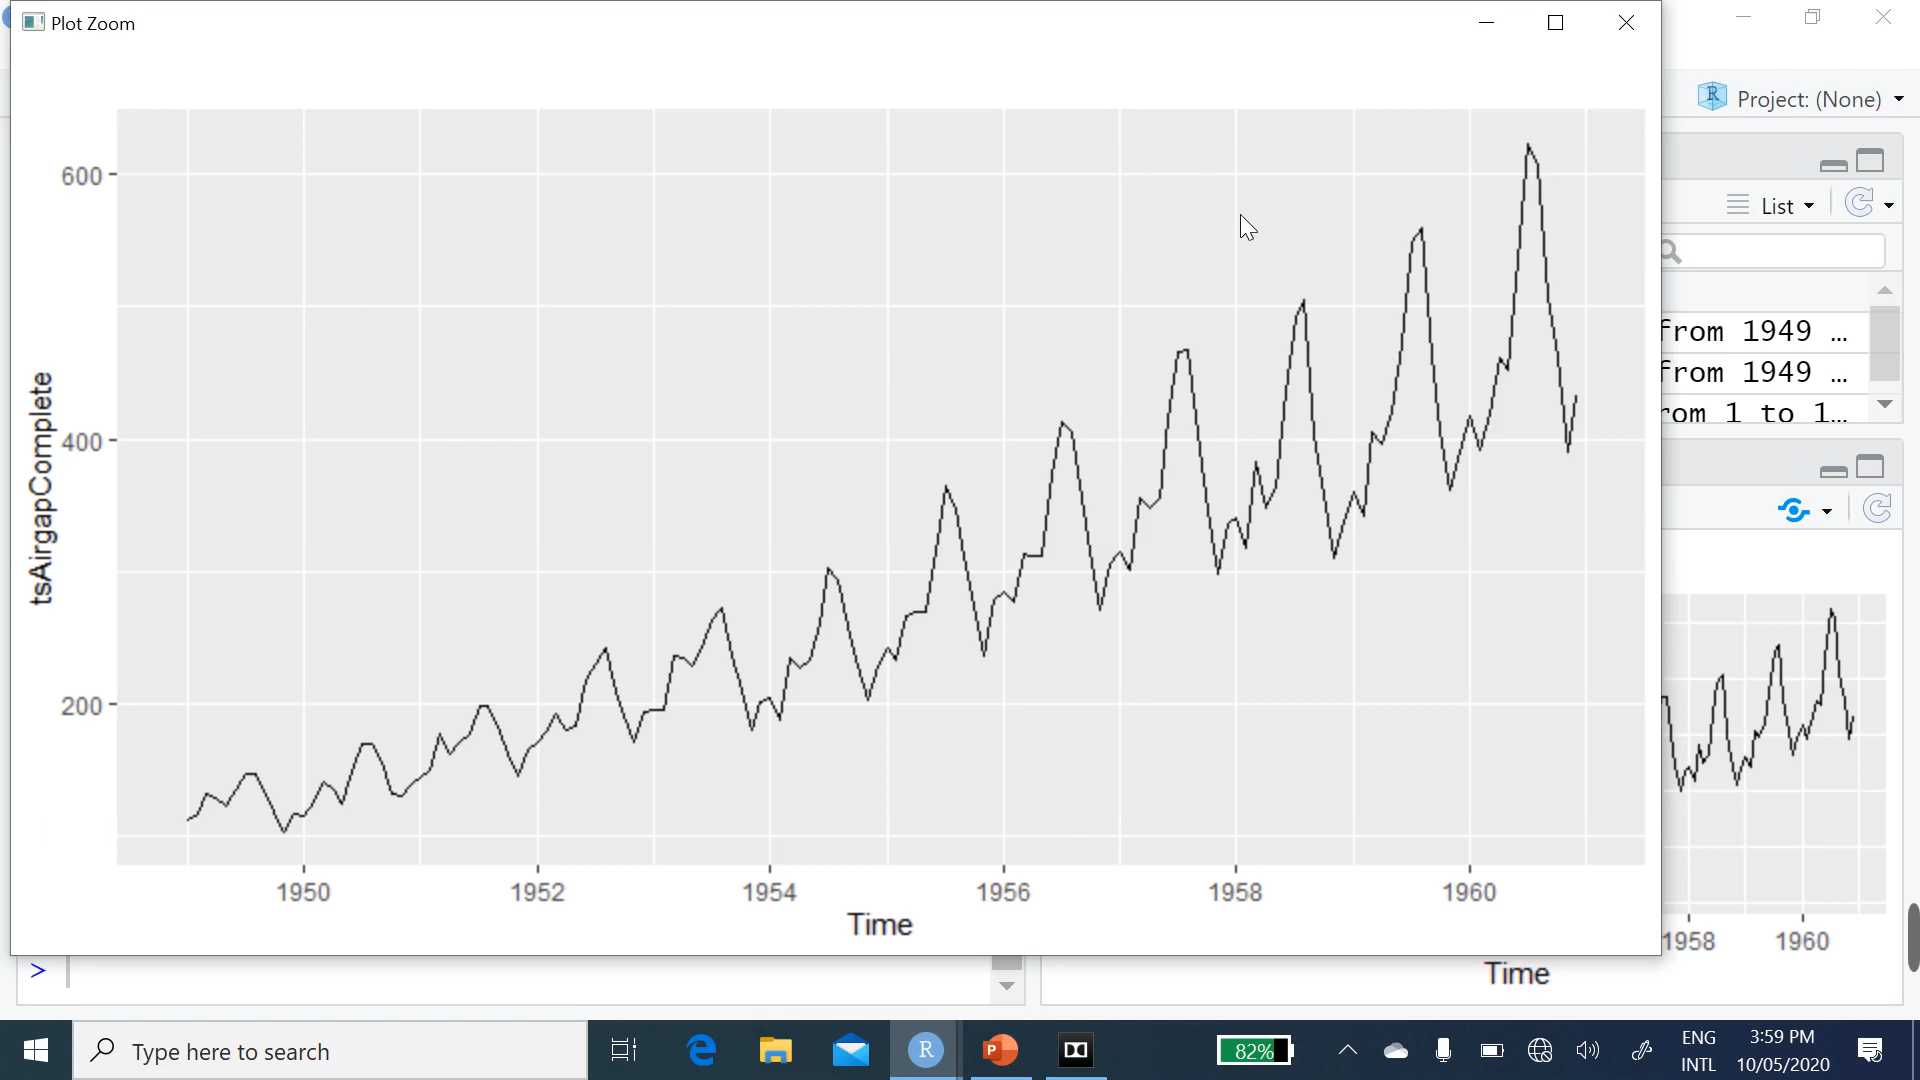 Plot Zoom
Project: (None)
List
from 1949 …
from 1949 …
rom 1 to 1…
600
400
200
tsAirgapComplete
1950 1952 1954 1956 1958 1960
Time
1958 1960
Time
>
Type here to search
R
P
82%
ENG
INTL
3:59 PM
10/05/2020